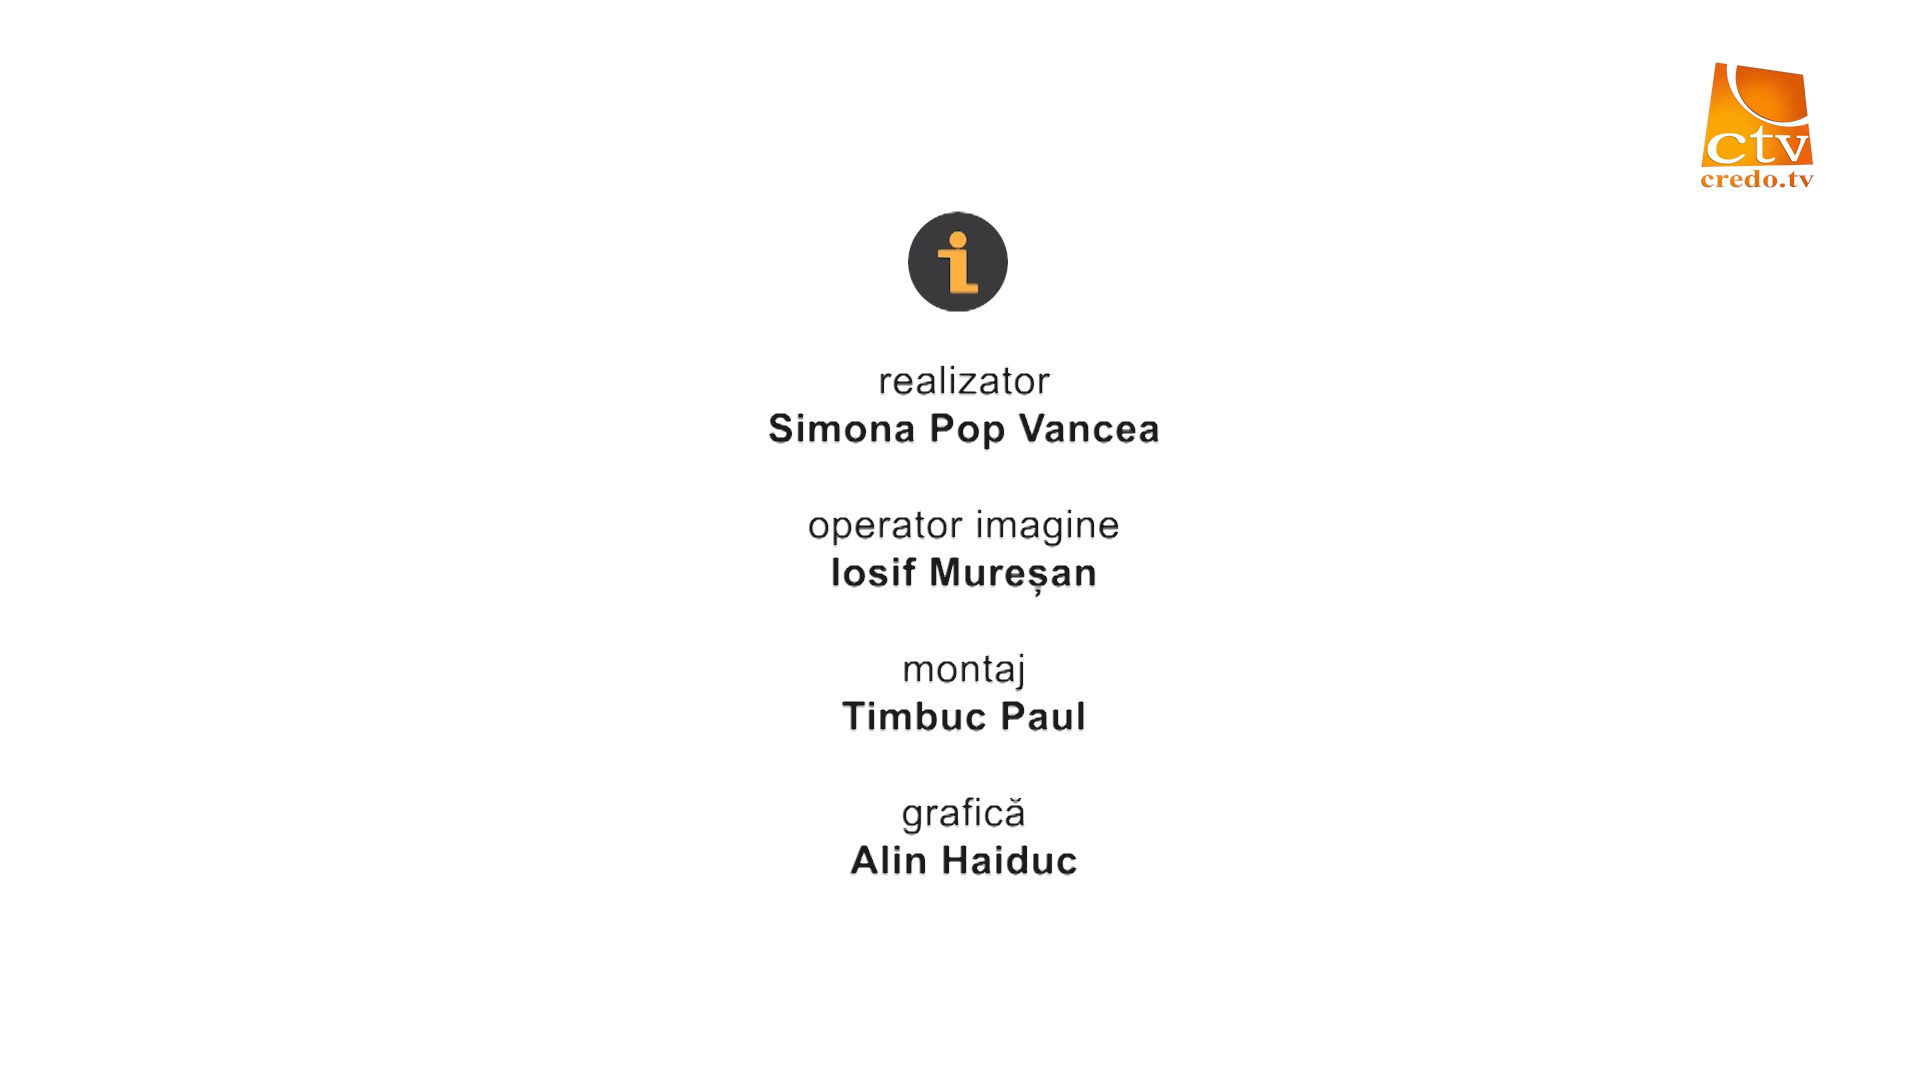 ctv
credo.tv
i
realizator
Simona Pop Vancea
operator imagine
Iosif Mureșan
montaj
Timbuc Paul
grafică
Alin Haiduc